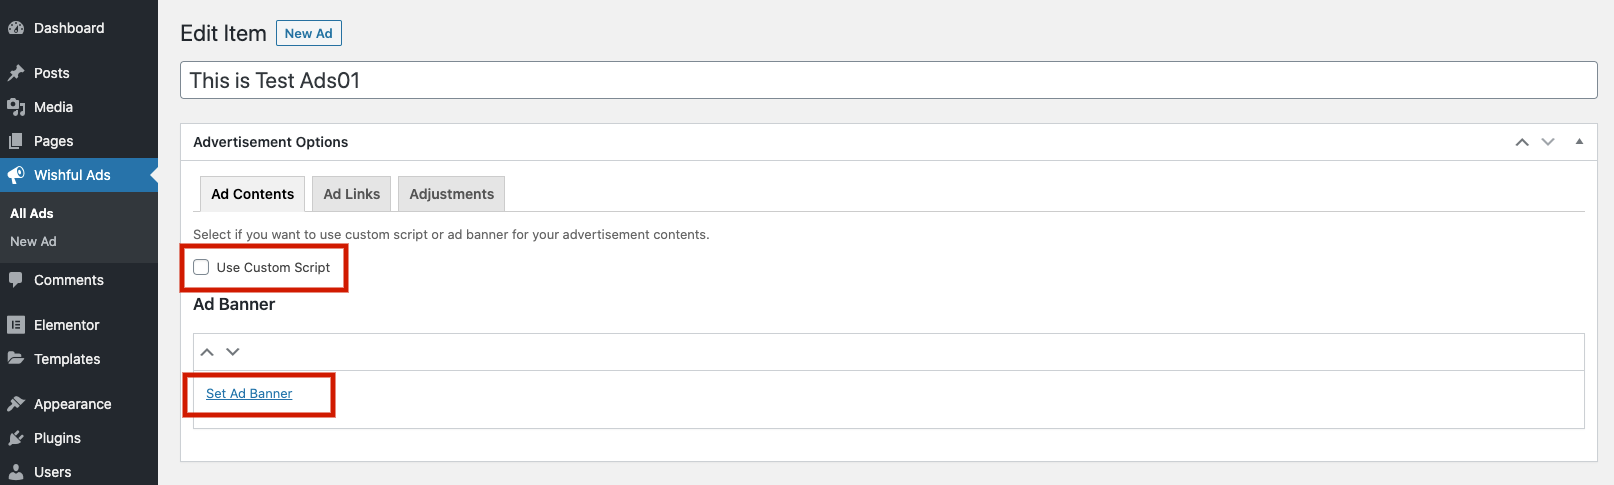 Dashboard
Posts
Media
Pages
Wishful Ads
All Ads
New Ad
Comments
Elementor
Templates
Appearance
Plugins
Users
Edit Item New Ad
This is Test Ads01
Advertisement Options
Ad Contents Ad Links Adjustments
Select if you want to use custom script or ad banner for your advertisement contents.
Use Custom Script
Ad Banner
Set Ad Banner